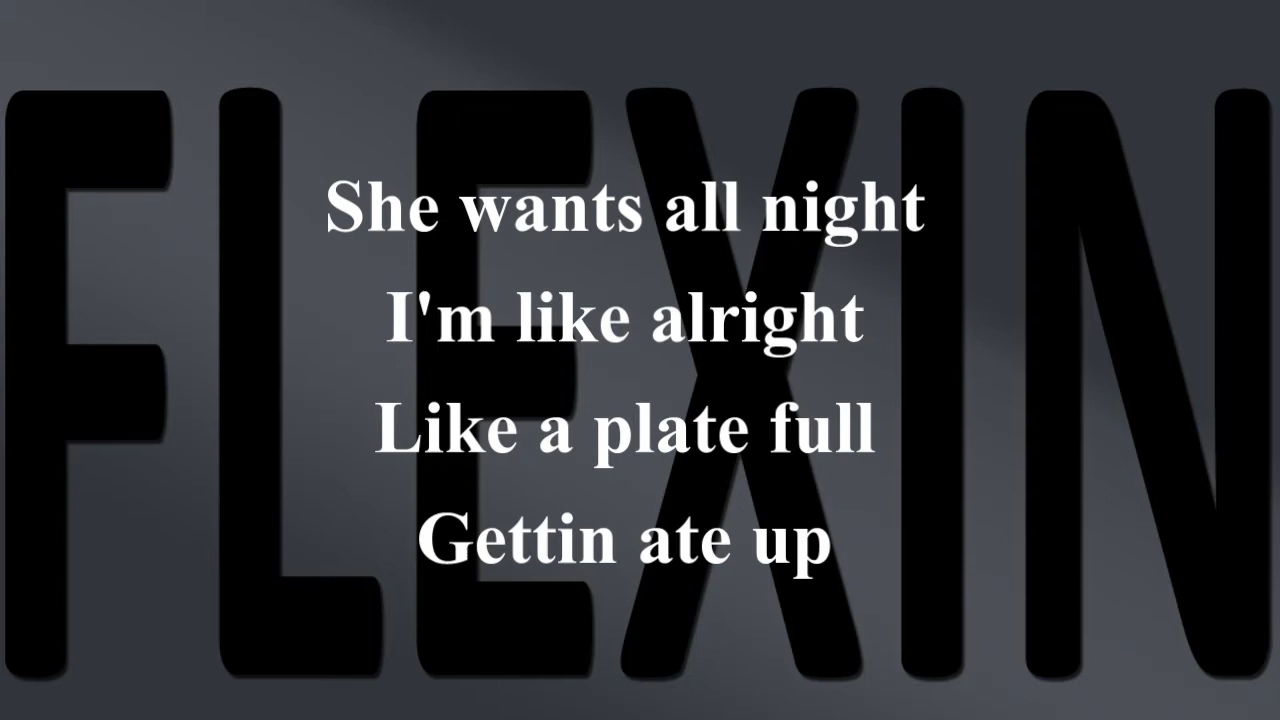 FLEXIN
She wants all night
I'm like alright
Like a plate full
Gettin ate up